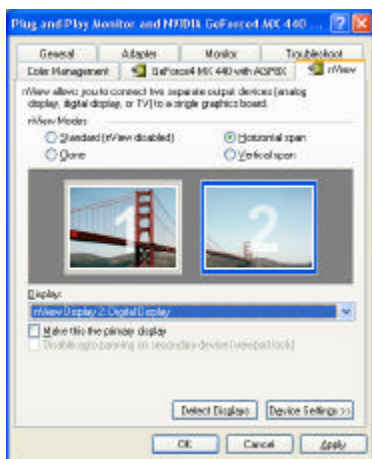 Plug and Play Monitor and NVIDIA GeForce4 MX 440 ...
General Adapter Monitor Troubleshoot
Color Management GeForce4 MX 440 with AGP8X nView
nView allows you to connect two separate output devices (analog
display, digital display, or TV) to a single graphics board.
nView Modes
Standard (nView disabled) Horizontal span
Clone Vertical span
1 2
Display:
nView Display 2: Digital Display
Make this the primary display
Disable auto panning on secondary device (viewport lock)
Detect Displays Device Settings >>
OK Cancel Apply